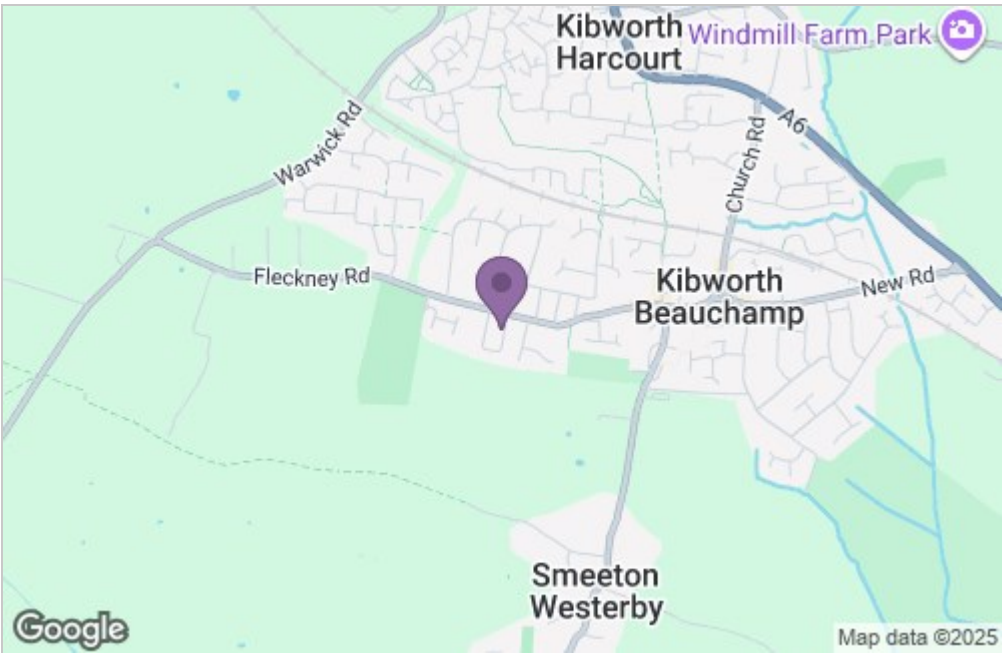 Kibworth
Harcourt
Windmill Farm Park
A6
Warwick Rd
Church Rd
Fleckney Rd
Kibworth
Beauchamp
New Rd
Smeeton
Westerby
Google
Map data ©2025